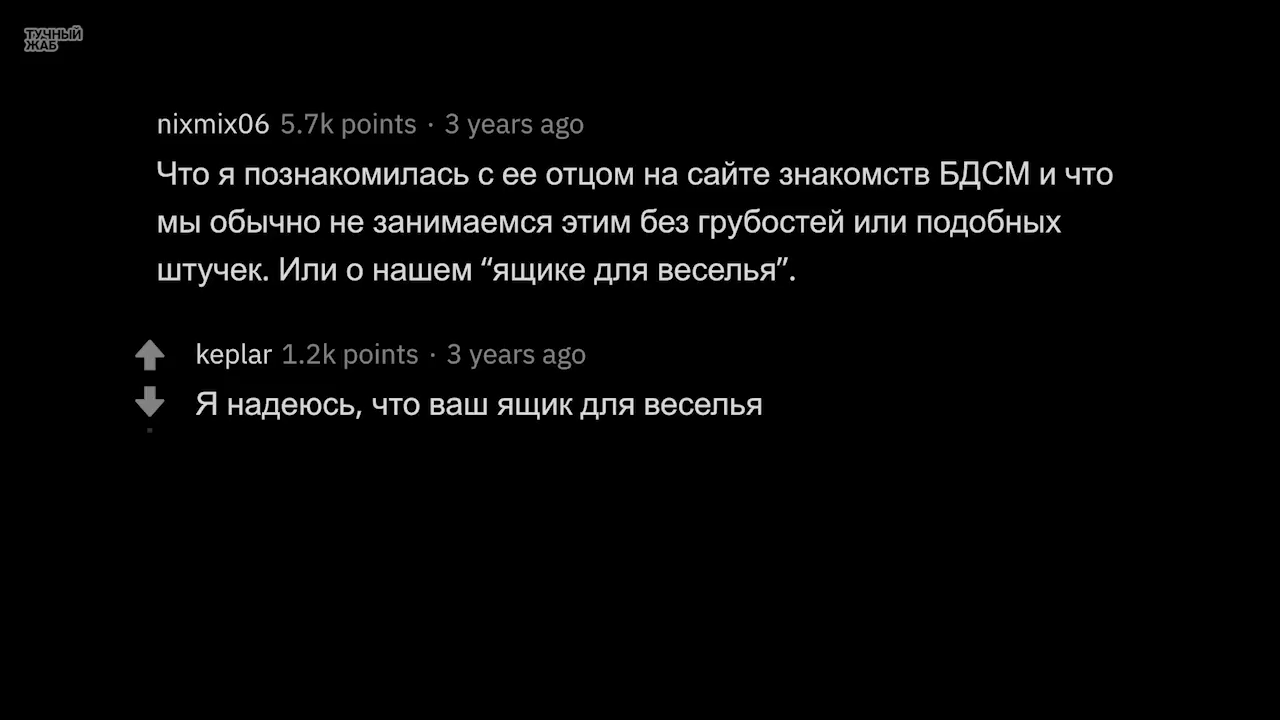 ТУЧНЫЙ
ЖАБ
nixmix06 5.7k points · 3 years ago
Что я познакомилась с ее отцом на сайте знакомств БДСМ и что
мы обычно не занимаемся этим без грубостей или подобных
штучек. Или о нашем “ящике для веселья”.
keplar 1.2k points · 3 years ago
Я надеюсь, что ваш ящик для веселья